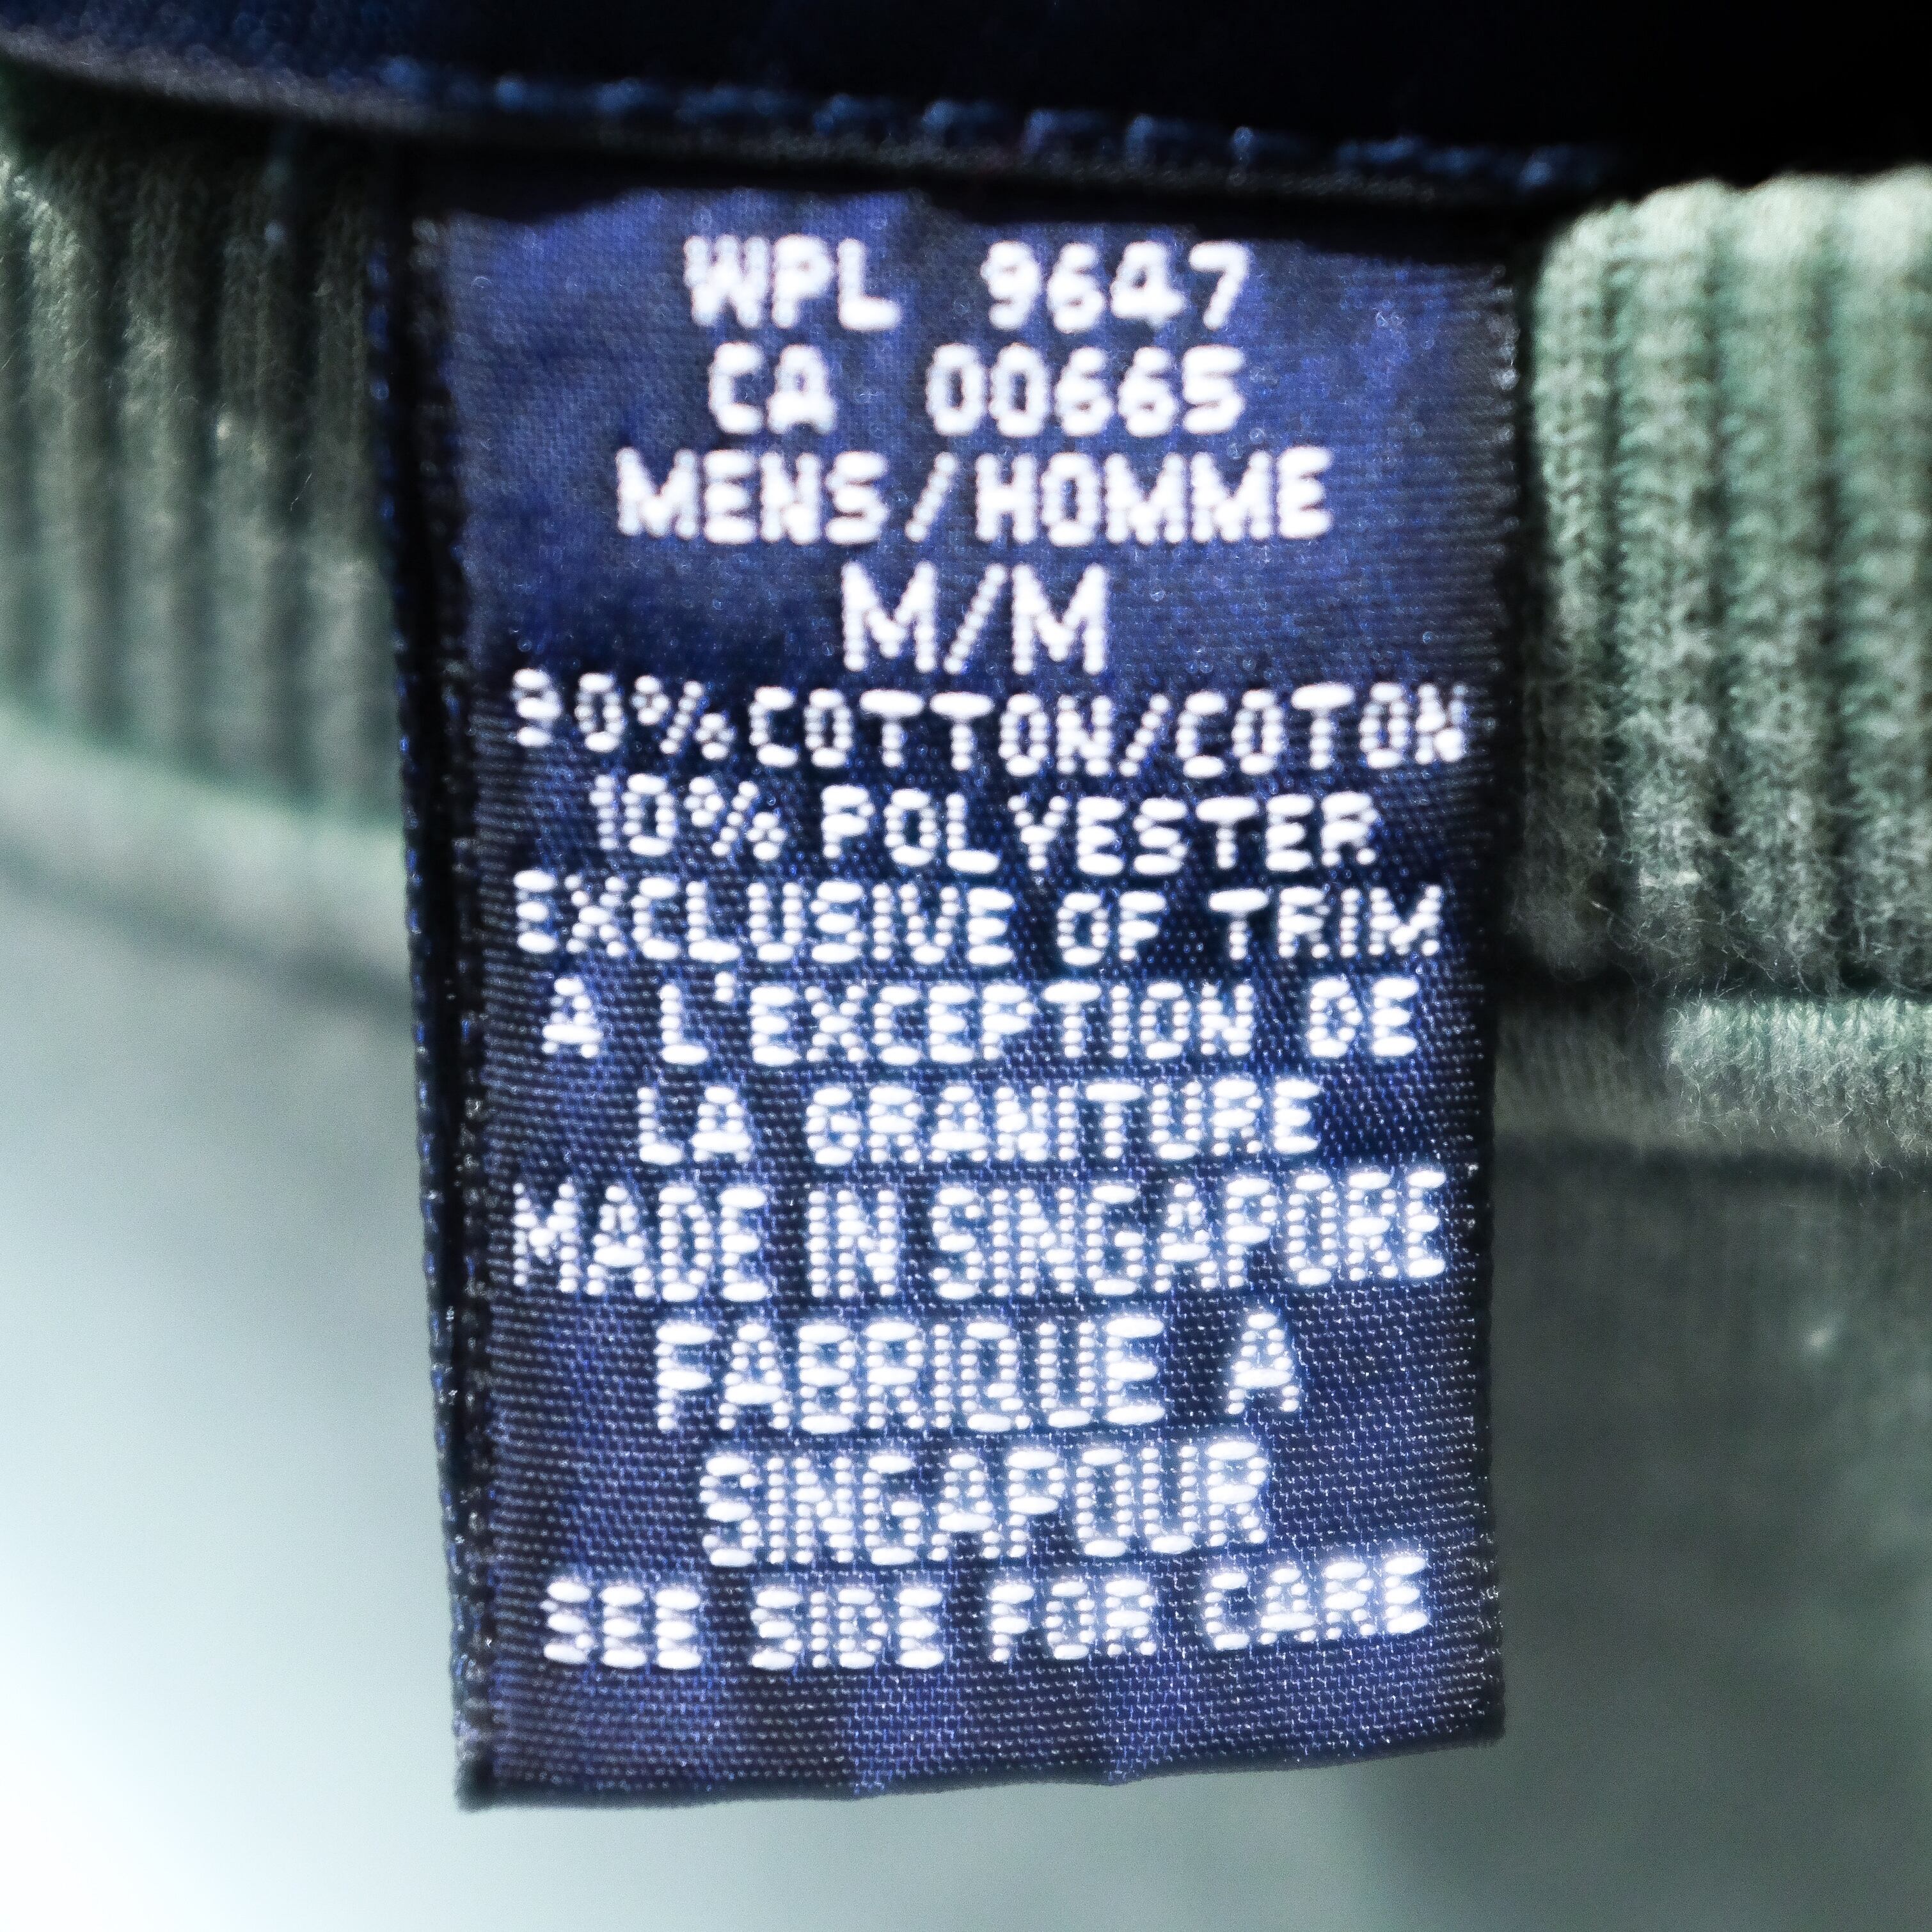 WPL 9647
CA 00665
MENS/HOMME
M/M
90% COTTON/COTON
10% POLYESTER
EXCLUSIVE OF TRIM
A L'EXCEPTION DE
LA GRANITURE
MADE IN SINGAPORE
FABRIQUE A
SINGAPOUR
SEE SIDE FOR CARE